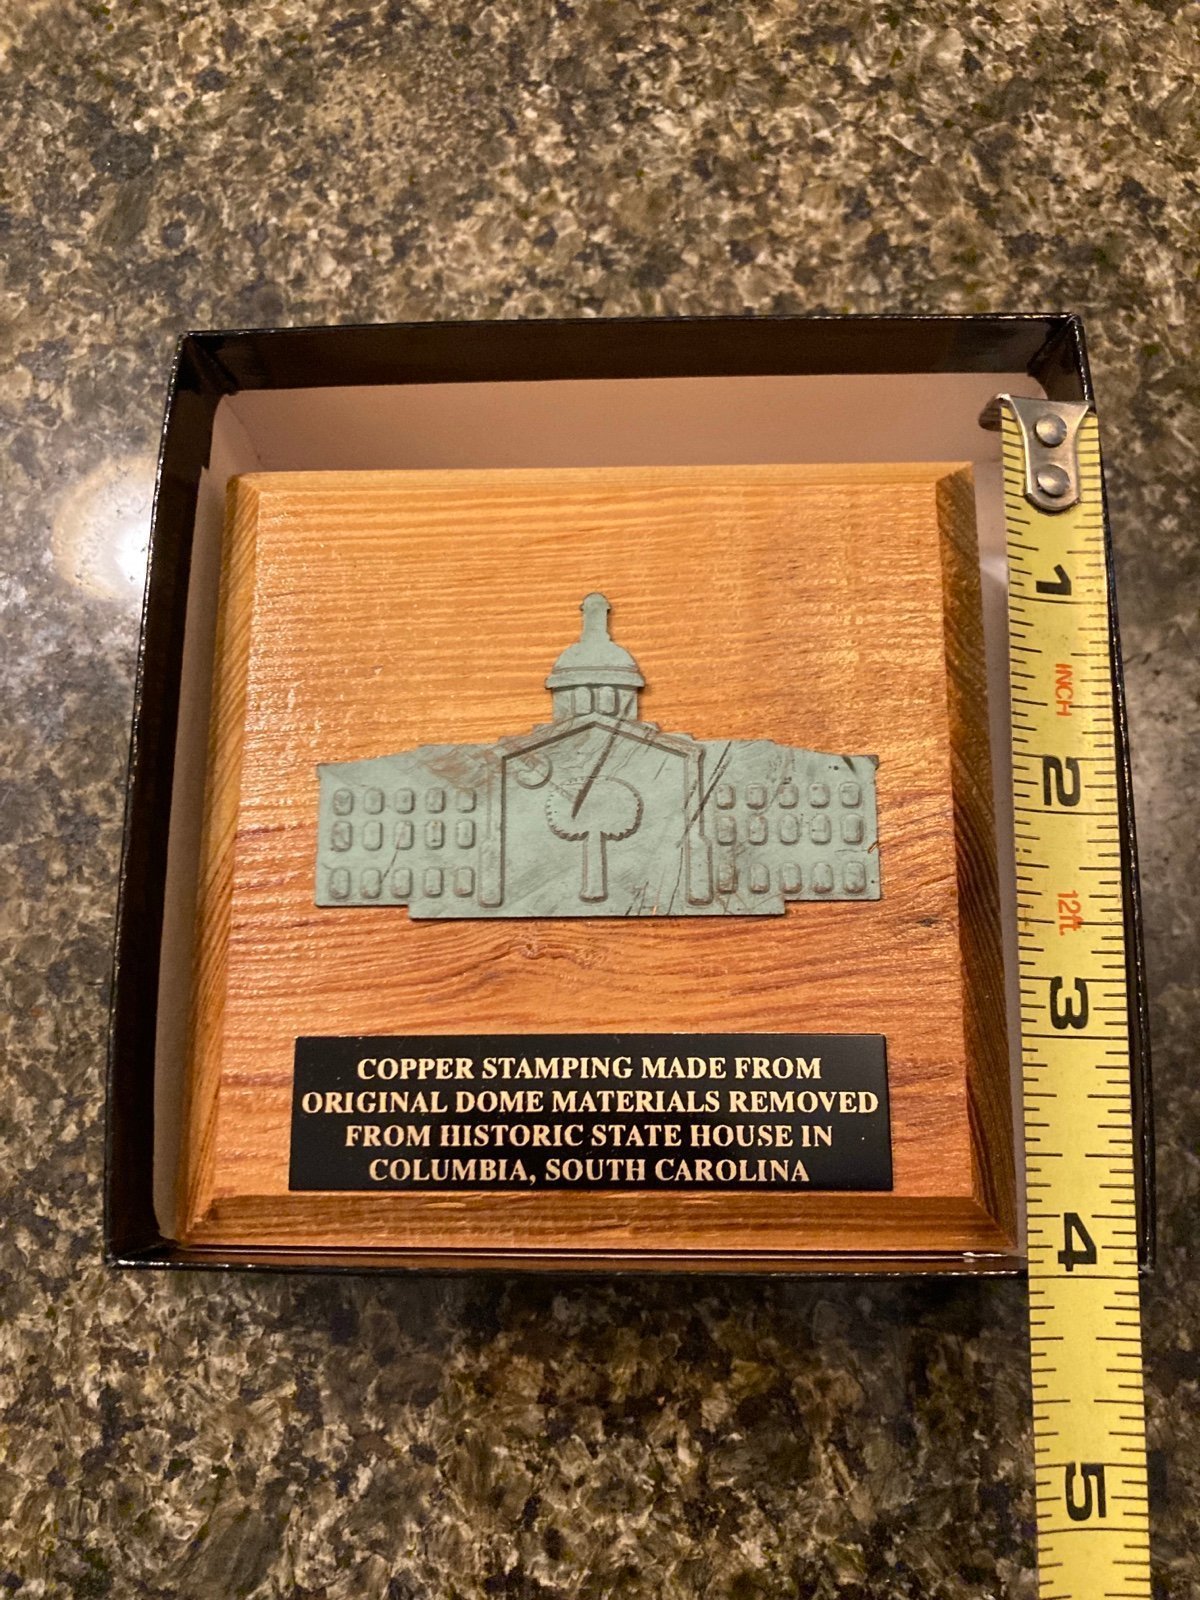 COPPER STAMPING MADE FROM
ORIGINAL DOME MATERIALS REMOVED
FROM HISTORIC STATE HOUSE IN
COLUMBIA, SOUTH CAROLINA
1
INCH
2
12ft
3
4
5